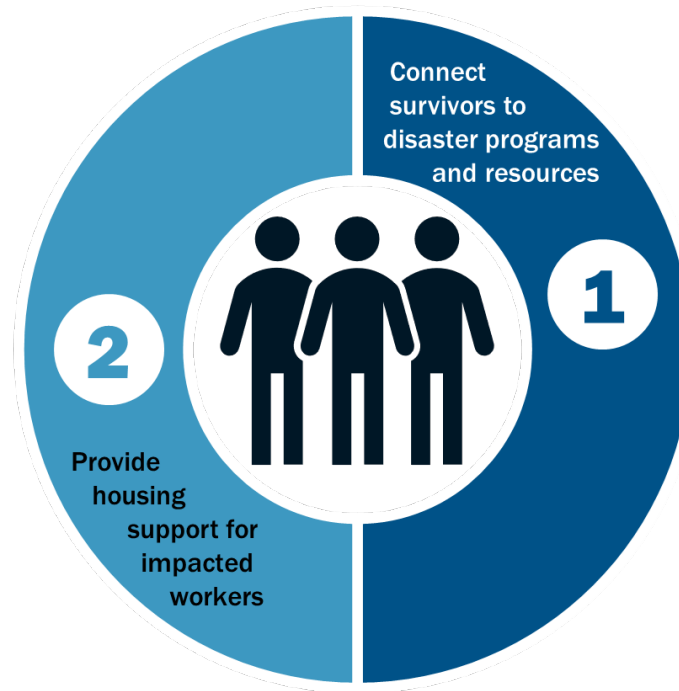 Connect
survivors to
disaster programs
and resources
1
2
Provide
housing
support for
impacted
workers